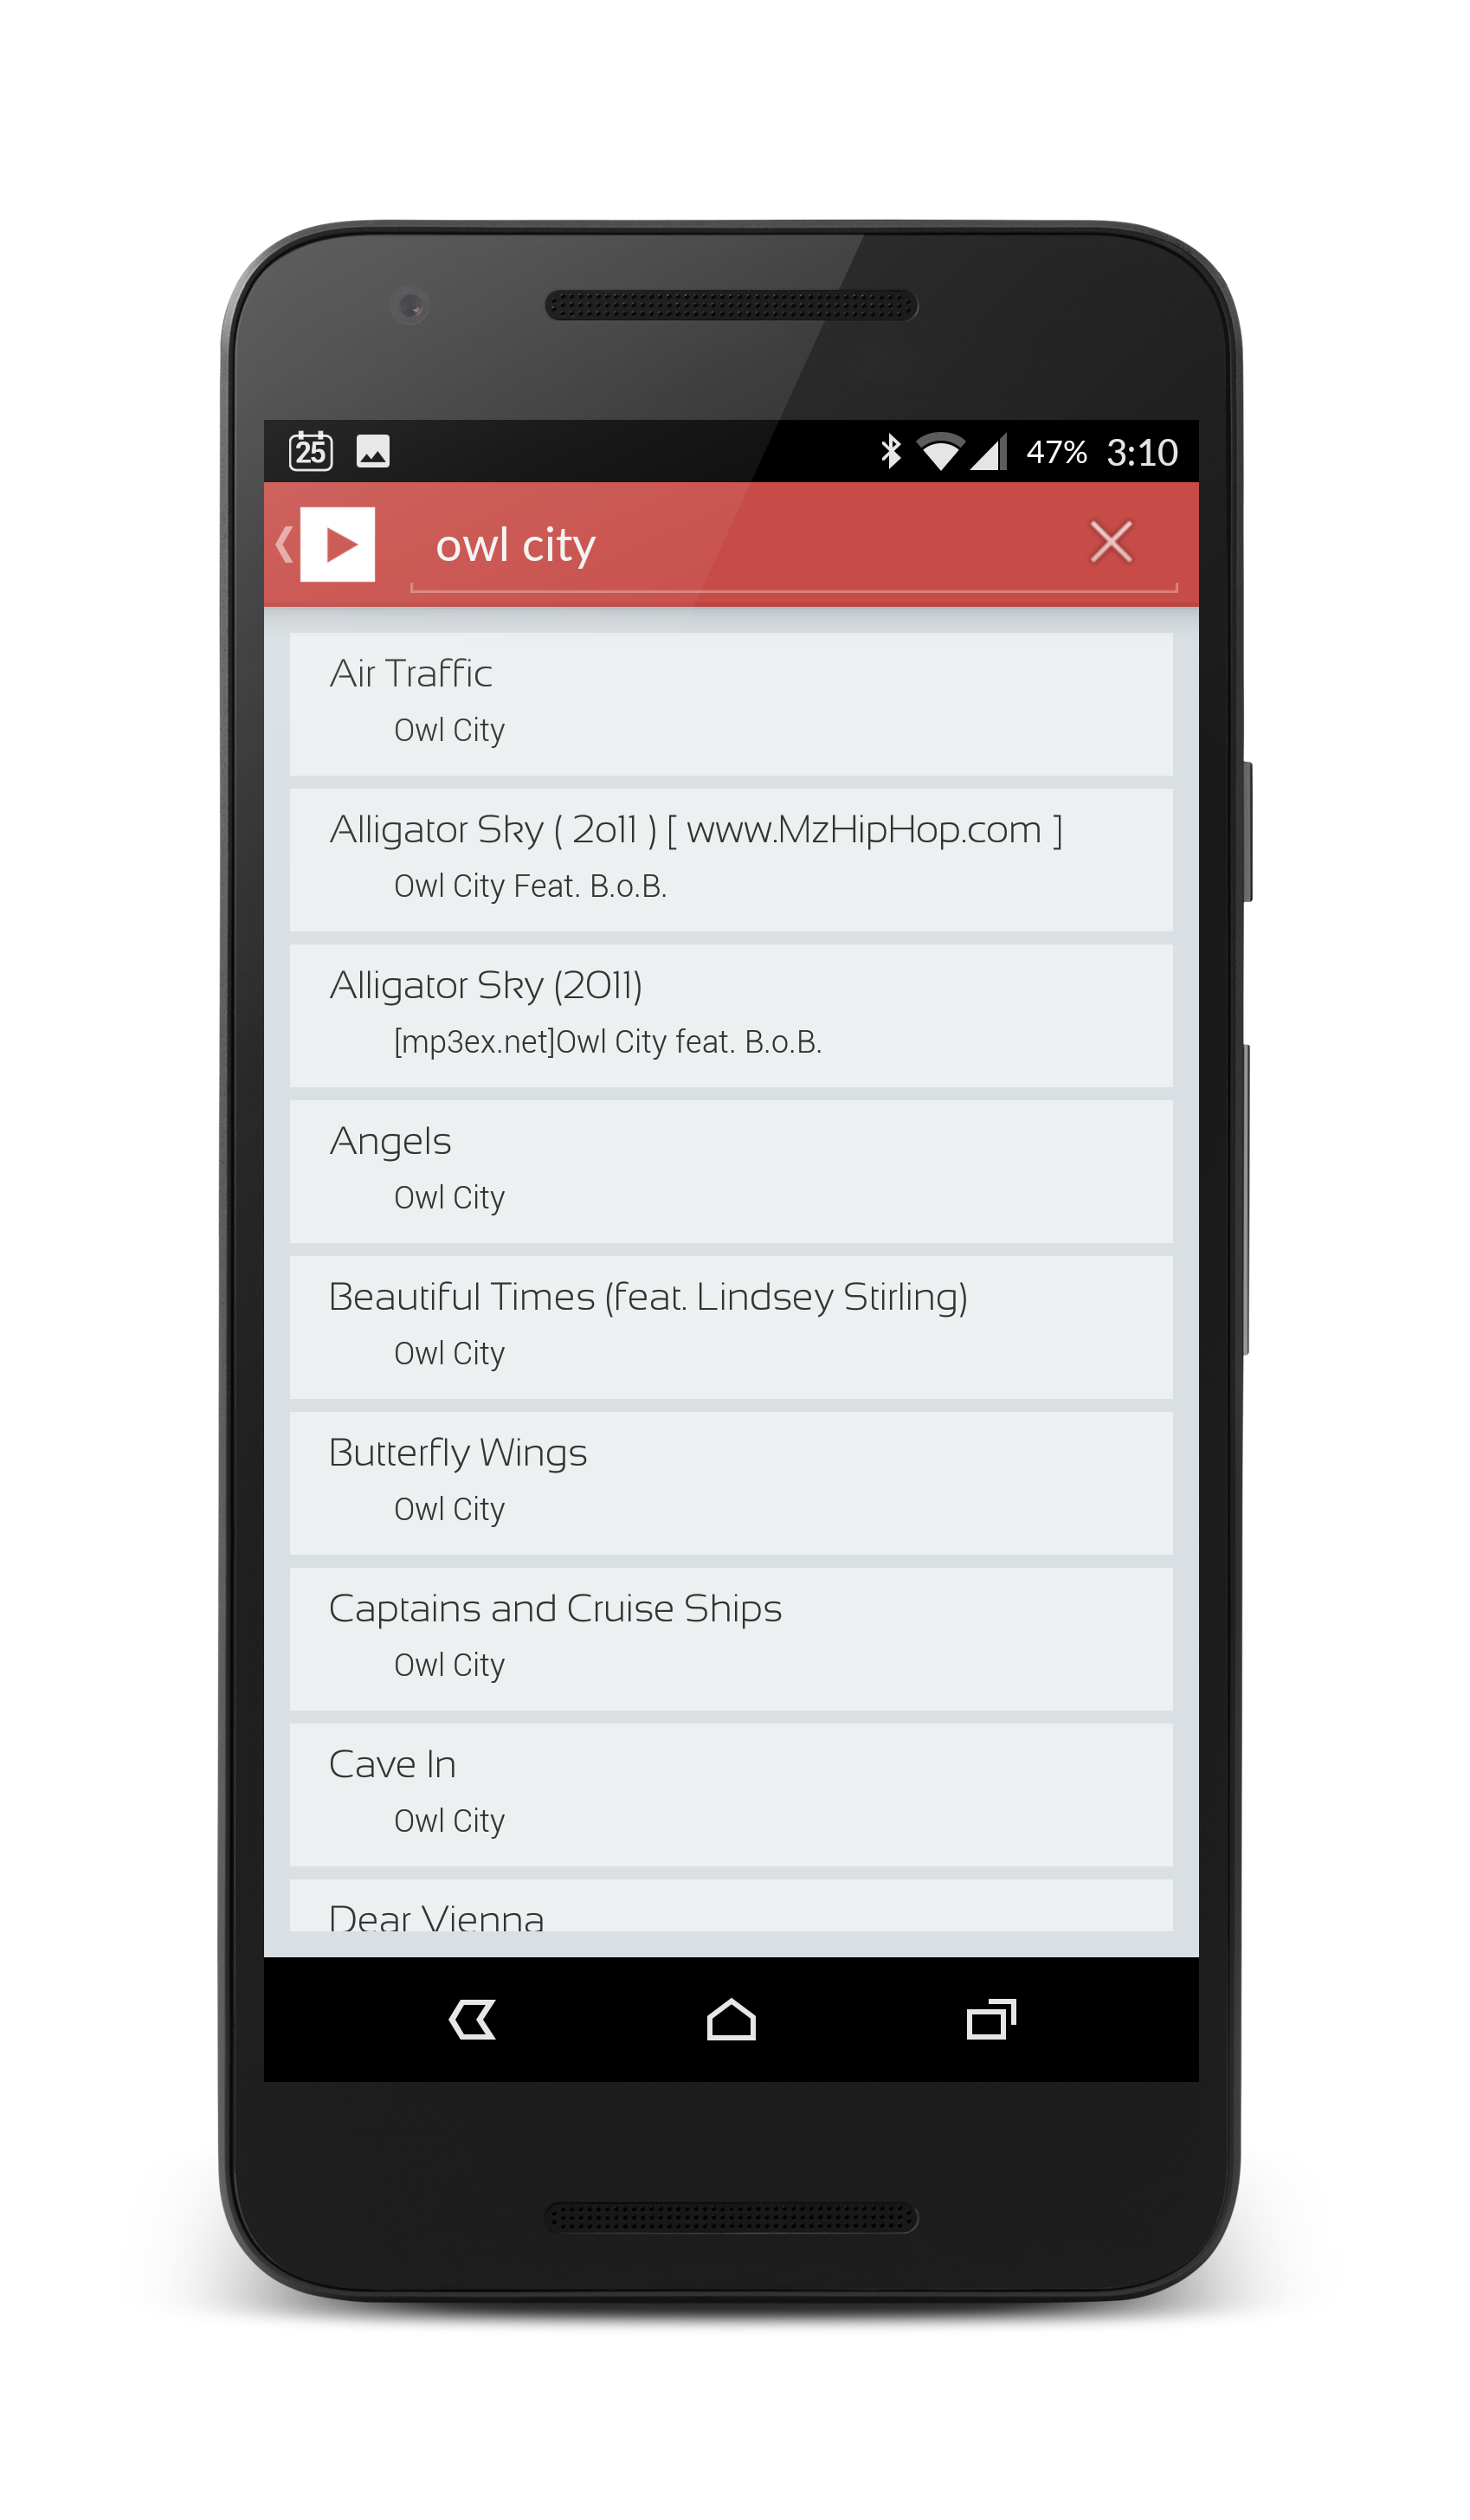 25 47% 3:10
owl city
Air Traffic
Owl City
Alligator Sky ( 2o11 ) [ www.MzHipHop.com ]
Owl City Feat. B.o.B.
Alligator Sky (2011)
[mp3ex.net]Owl City feat. B.o.B.
Angels
Owl City
Beautiful Times (feat. Lindsey Stirling)
Owl City
Butterfly Wings
Owl City
Captains and Cruise Ships
Owl City
Cave In
Owl City
Dear Vienna